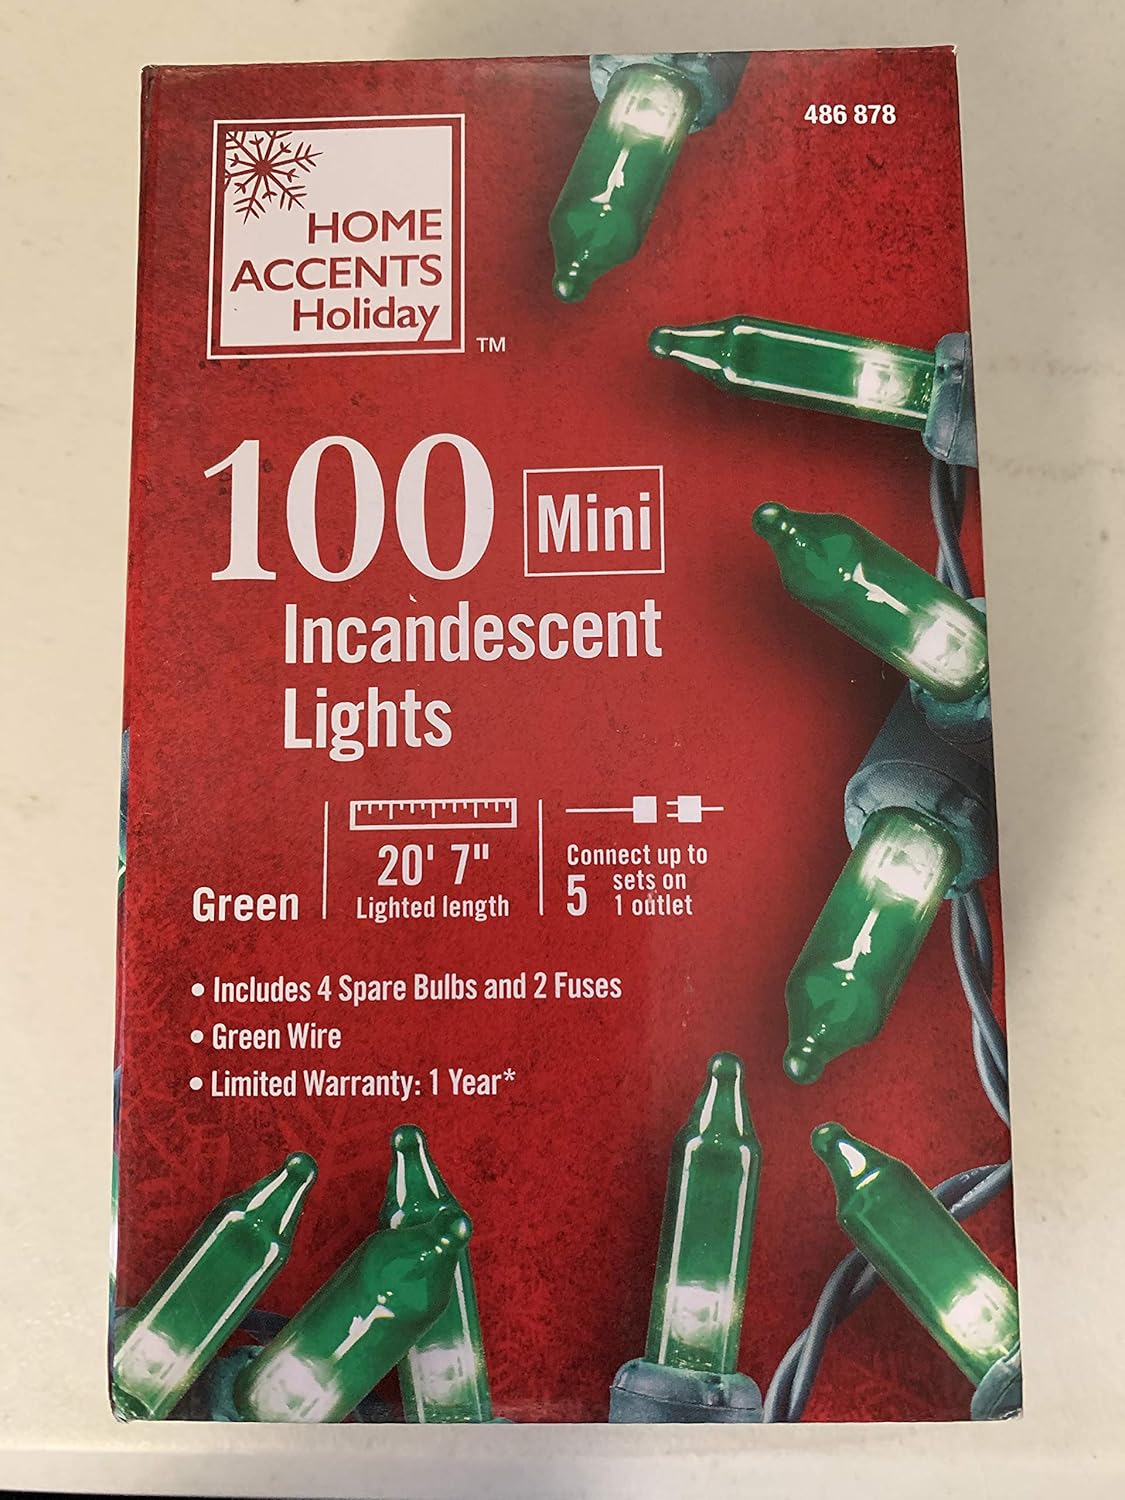 486 878
HOME
ACCENTS
Holiday
TM
100 Mini
Incandescent
Lights
Green
20' 7"
Lighted length
Connect up to
5 sets on
1 outlet
• Includes 4 Spare Bulbs and 2 Fuses
• Green Wire
• Limited Warranty: 1 Year*